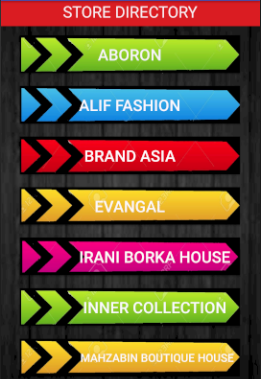 STORE DIRECTORY
ABORON
ALIF FASHION
BRAND ASIA
EVANGAL
IRANI BORKA HOUSE
INNER COLLECTION
MAHZABIN BOUTIQUE HOUSE